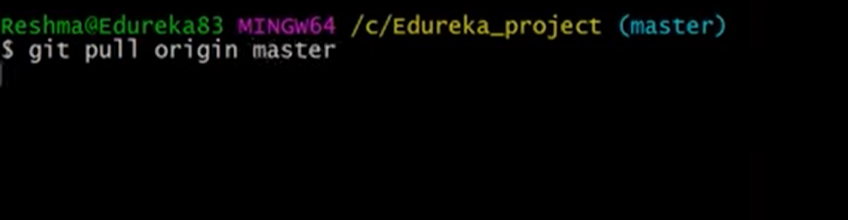 Reshma@Edureka83 MINGW64 /c/Edureka_project (master)
$ git pull origin master